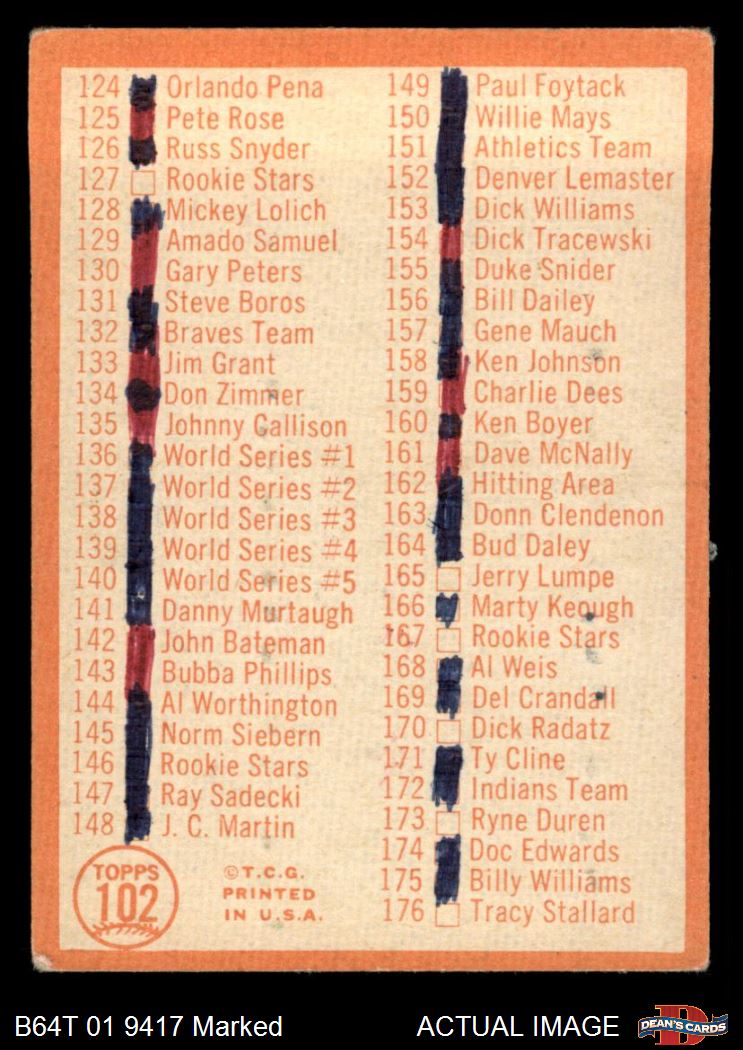 124 Orlando Pena
125 Pete Rose
126 Russ Snyder
127 Rookie Stars
128 Mickey Lolich
129 Amado Samuel
130 Gary Peters
131 Steve Boros
132 Braves Team
133 Jim Grant
134 Don Zimmer
135 Johnny Callison
136 World Series #1
137 World Series #2
138 World Series #3
139 World Series #4
140 World Series #5
141 Danny Murtaugh
142 John Bateman
143 Bubba Phillips
144 Al Worthington
145 Norm Siebern
146 Rookie Stars
147 Ray Sadecki
148 J. C. Martin
149 Paul Foytack
150 Willie Mays
151 Athletics Team
152 Denver Lemaster
153 Dick Williams
154 Dick Tracewski
155 Duke Snider
156 Bill Dailey
157 Gene Mauch
158 Ken Johnson
159 Charlie Dees
160 Ken Boyer
161 Dave McNally
162 Hitting Area
163 Donn Clendenon
164 Bud Daley
165 Jerry Lumpe
166 Marty Keough
167 Rookie Stars
168 Al Weis
169 Del Crandall
170 Dick Radatz
171 Ty Cline
172 Indians Team
173 Ryne Duren
174 Doc Edwards
175 Billy Williams
176 Tracy Stallard
TOPPS
102
©T.C.G.
PRINTED
IN U.S.A.
B64T 01 9417 Marked
ACTUAL IMAGE
DEAN'S CARDS